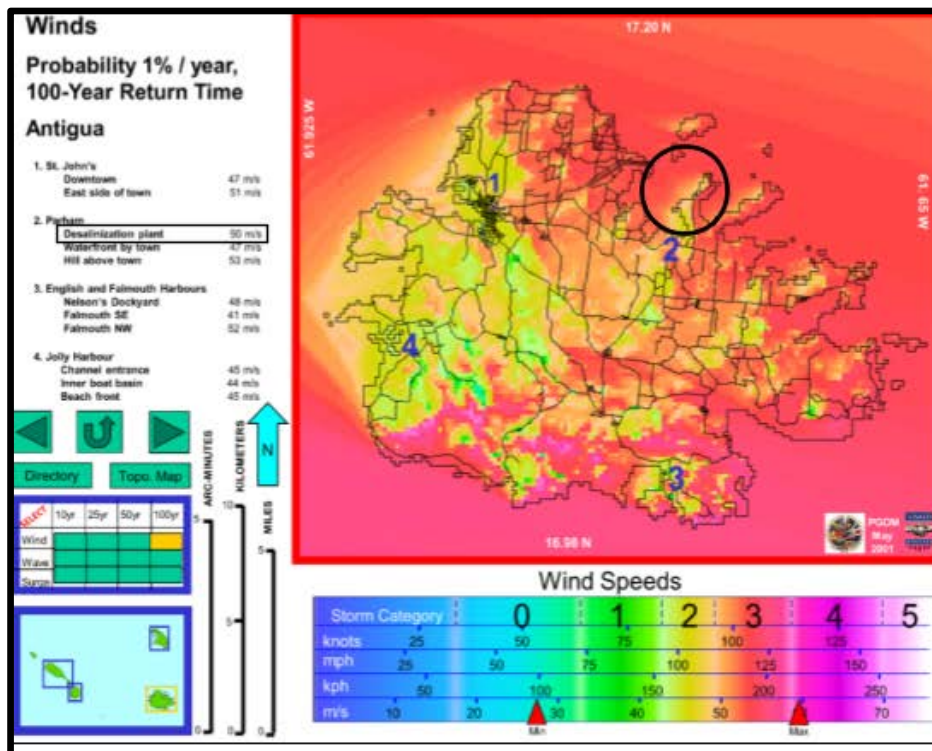 Winds
Probability 1% / year,
100-Year Return Time
Antigua
1. St. John's
Downtown 47 m/s
East side of town 51 m/s
2. Parham
Desalinization plant 50 m/s
Waterfront by town 47 m/s
Hill above town 53 m/s
3. English and Falmouth Harbours
Nelson's Dockyard 48 m/s
Falmouth SE 41 m/s
Falmouth NW 52 m/s
4. Jolly Harbour
Channel entrance 45 m/s
Inner boat basin 44 m/s
Beach front 45 m/s
Directory
Topo. Map
SELECT 10yr 25yr 50yr 100yr
Wind
Wave
Surge
N
ARC-MINUTES
KILOMETERS
MILES
5
0
10
5
0
5
0
17.20 N
61.925 W
61.65 W
16.98 N
1
2
3
4
PGDM
May
2001
Wind Speeds
Storm Category 0 1 2 3 4 5
knots 25 50 75 100 125
mph 25 50 75 100 125 150
kph 50 100 150 200 250
m/s 10 20 30 40 50 70
Min
Max